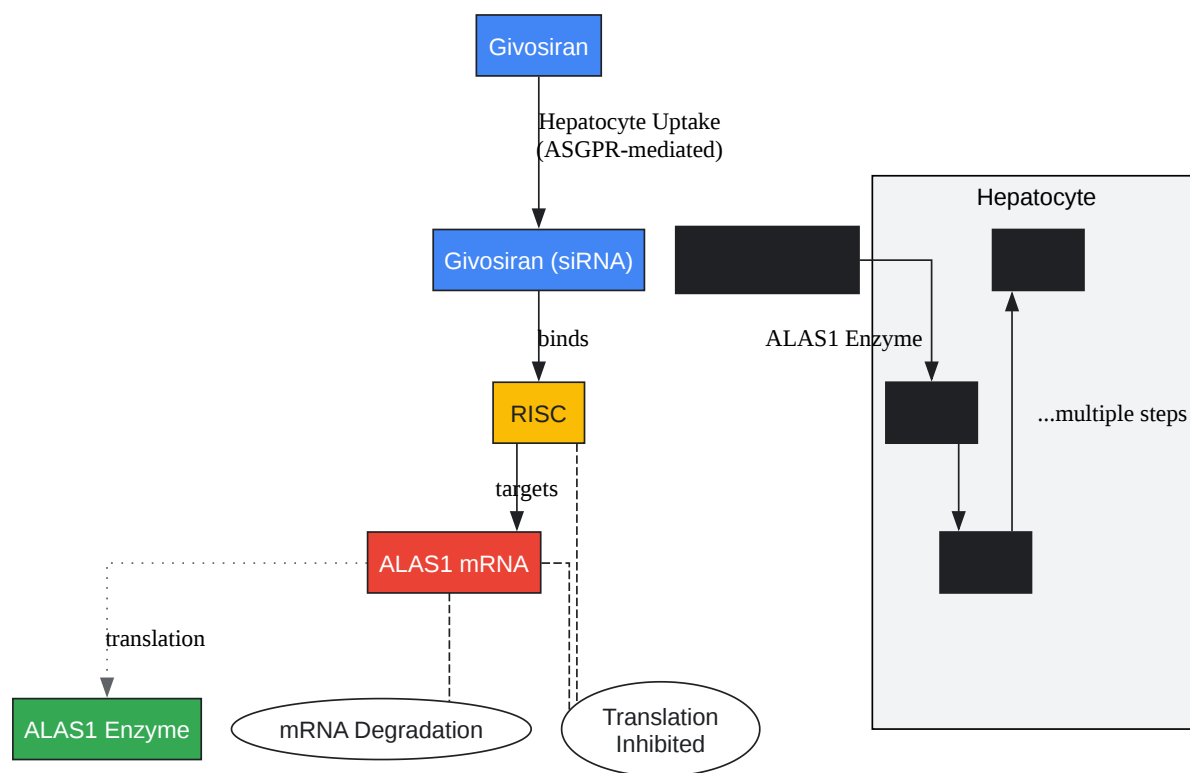 Givosiran
Hepatocyte Uptake
(ASGPR-mediated)
Hepatocyte
Givosiran (siRNA)
binds
ALAS1 Enzyme
RISC
...multiple steps
targets
ALAS1 mRNA
translation
ALAS1 Enzyme
mRNA Degradation
Translation
Inhibited